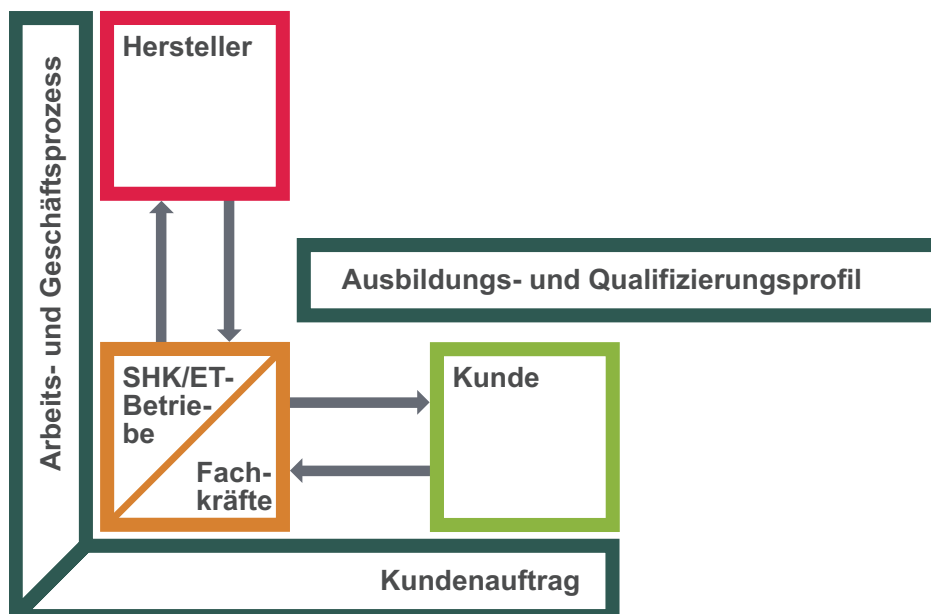 Arbeits- und Geschäftsprozess
Hersteller
Ausbildungs- und Qualifizierungsprofil
SHK/ET-
Betrie-
be
Fach-
kräfte
Kunde
Kundenauftrag